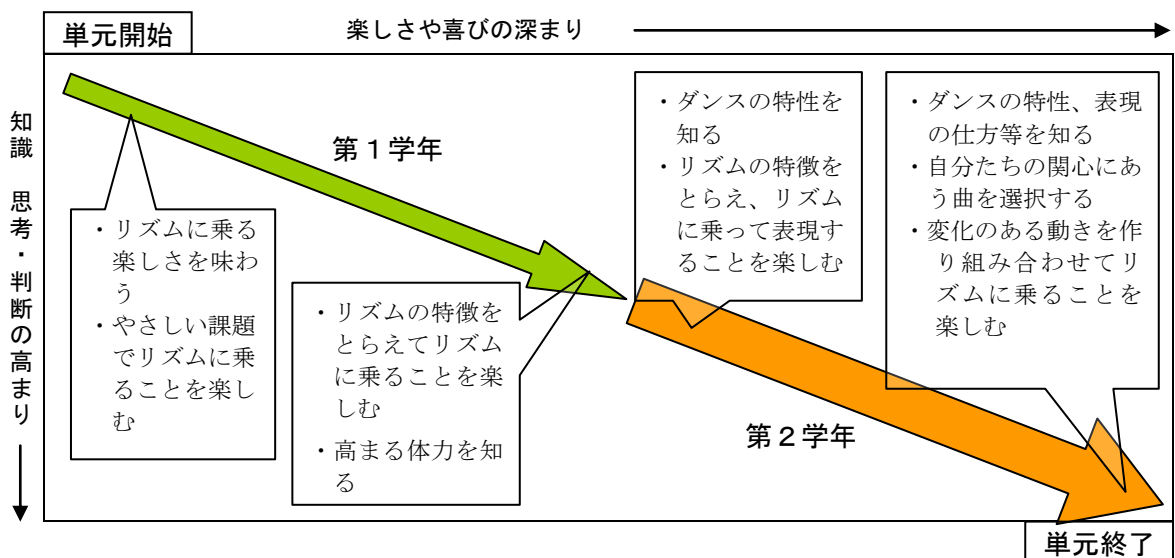 単元開始
楽しさや喜びの深まり
知識　思考・判断の高まり
第１学年
・リズムに乗る
楽しさを味わ
う
・やさしい課題
でリズムに乗
ることを楽し
む
・リズムの特徴を
とらえてリズム
に乗ることを楽
しむ
・高まる体力を知
る
・ダンスの特性を
知る
・リズムの特徴を
とらえ、リズム
に乗って表現す
ることを楽しむ
・ダンスの特性、表現
の仕方等を知る
・自分たちの関心にあ
う曲を選択する
・変化のある動きを作
り組み合わせてリ
ズムに乗ることを
楽しむ
第２学年
単元終了